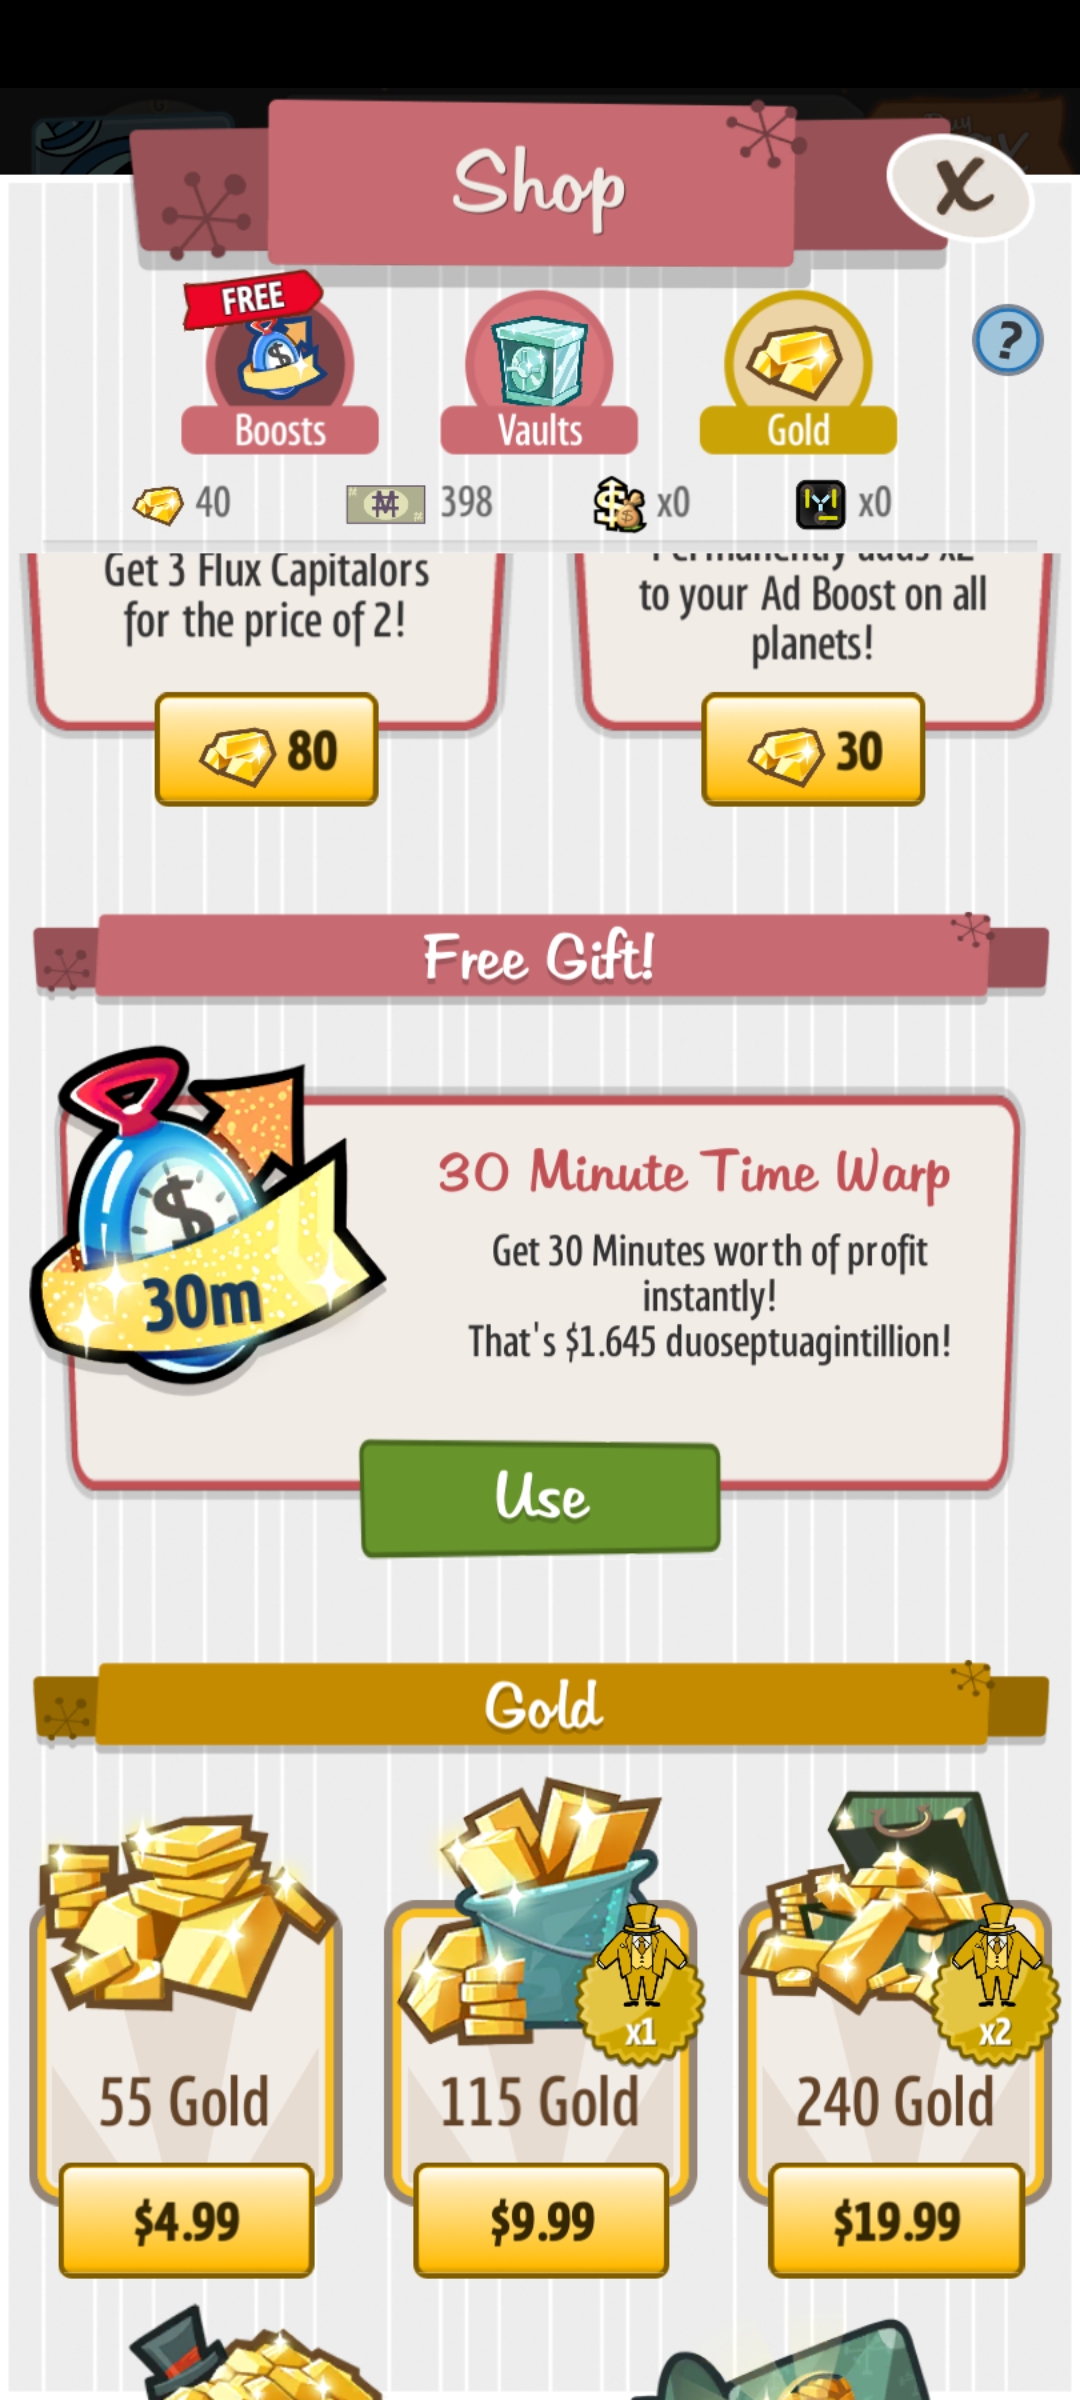 Shop
X
FREE
?
Boosts
Vaults
Gold
40
398
x0
x0
Get 3 Flux Capitalors
for the price of 2!
Permanently adds x2
to your Ad Boost on all
planets!
80
30
Free Gift!
30 Minute Time Warp
Get 30 Minutes worth of profit
instantly!
That's $1.645 duoseptuagintillion!
$
30m
Use
Gold
x1
x2
55 Gold
115 Gold
240 Gold
$4.99
$9.99
$19.99